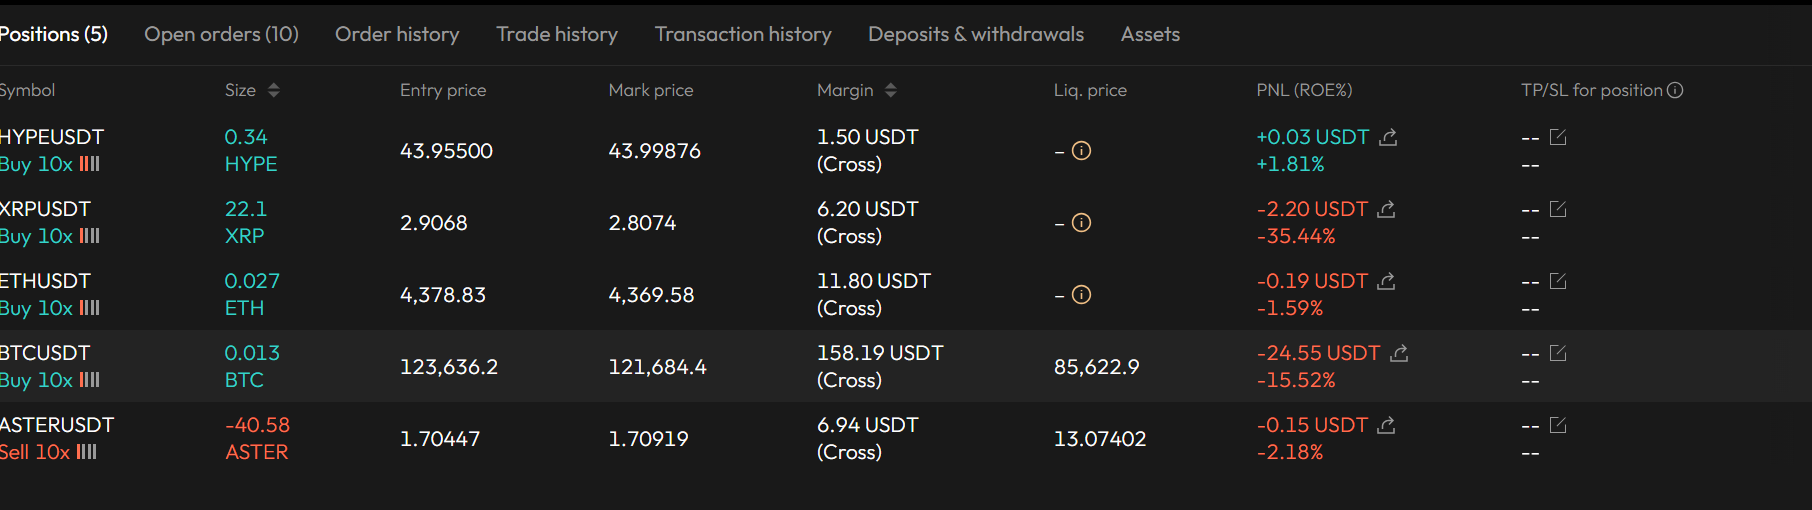 Positions (5) Open orders (10) Order history Trade history Transaction history Deposits & withdrawals Assets
Symbol Size Entry price Mark price Margin Liq. price PNL (ROE%) TP/SL for position
HYPEUSDT 0.34 43.95500 43.99876 1.50 USDT – +0.03 USDT --
Buy 10x HYPE (Cross) +1.81% --
XRPUSDT 22.1 2.9068 2.8074 6.20 USDT – -2.20 USDT --
Buy 10x XRP (Cross) -35.44% --
ETHUSDT 0.027 4,378.83 4,369.58 11.80 USDT – -0.19 USDT --
Buy 10x ETH (Cross) -1.59% --
BTCUSDT 0.013 123,636.2 121,684.4 158.19 USDT 85,622.9 -24.55 USDT --
Buy 10x BTC (Cross) -15.52% --
ASTERUSDT -40.58 1.70447 1.70919 6.94 USDT 13.07402 -0.15 USDT --
Sell 10x ASTER (Cross) -2.18% --